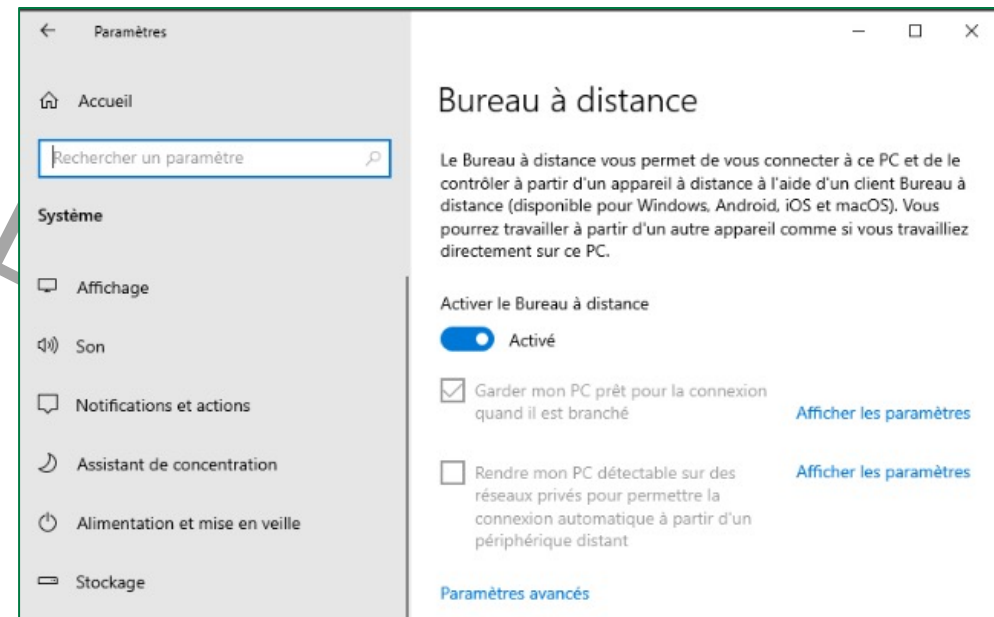 Paramètres
Accueil
Rechercher un paramètre
Système
Affichage
Son
Notifications et actions
Assistant de concentration
Alimentation et mise en veille
Stockage
Bureau à distance
Le Bureau à distance vous permet de vous connecter à ce PC et de le
contrôler à partir d'un appareil à distance à l'aide d'un client Bureau à
distance (disponible pour Windows, Android, iOS et macOS). Vous
pourrez travailler à partir d'un autre appareil comme si vous travailliez
directement sur ce PC.
Activer le Bureau à distance
Activé
Garder mon PC prêt pour la connexion
quand il est branché
Afficher les paramètres
Rendre mon PC détectable sur des
réseaux privés pour permettre la
connexion automatique à partir d'un
périphérique distant
Afficher les paramètres
Paramètres avancés